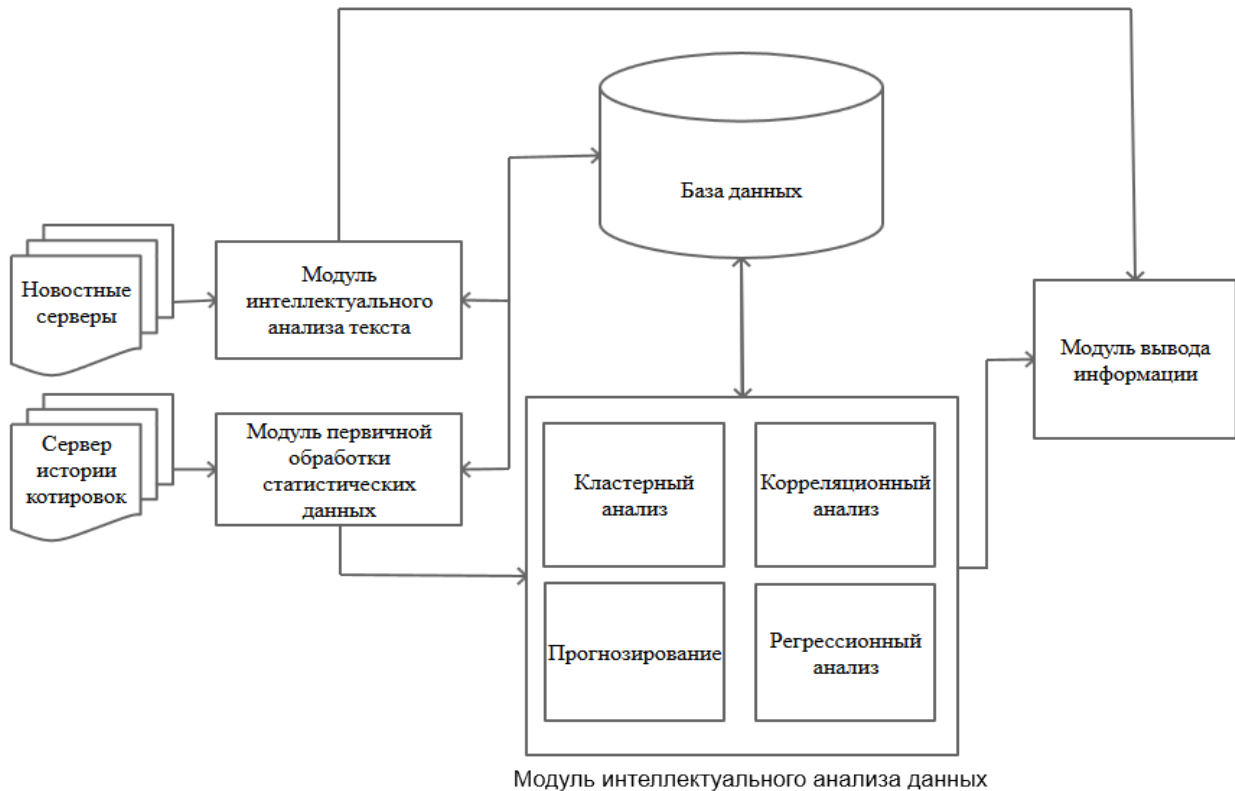 База данных
Новостные
серверы
Модуль
интеллектуального
анализа текста
Модуль вывода
информации
Сервер
истории
котировок
Модуль первичной
обработки
статистических
данных
Кластерный
анализ
Корреляционный
анализ
Прогнозирование
Регрессионный
анализ
Модуль интеллектуального анализа данных